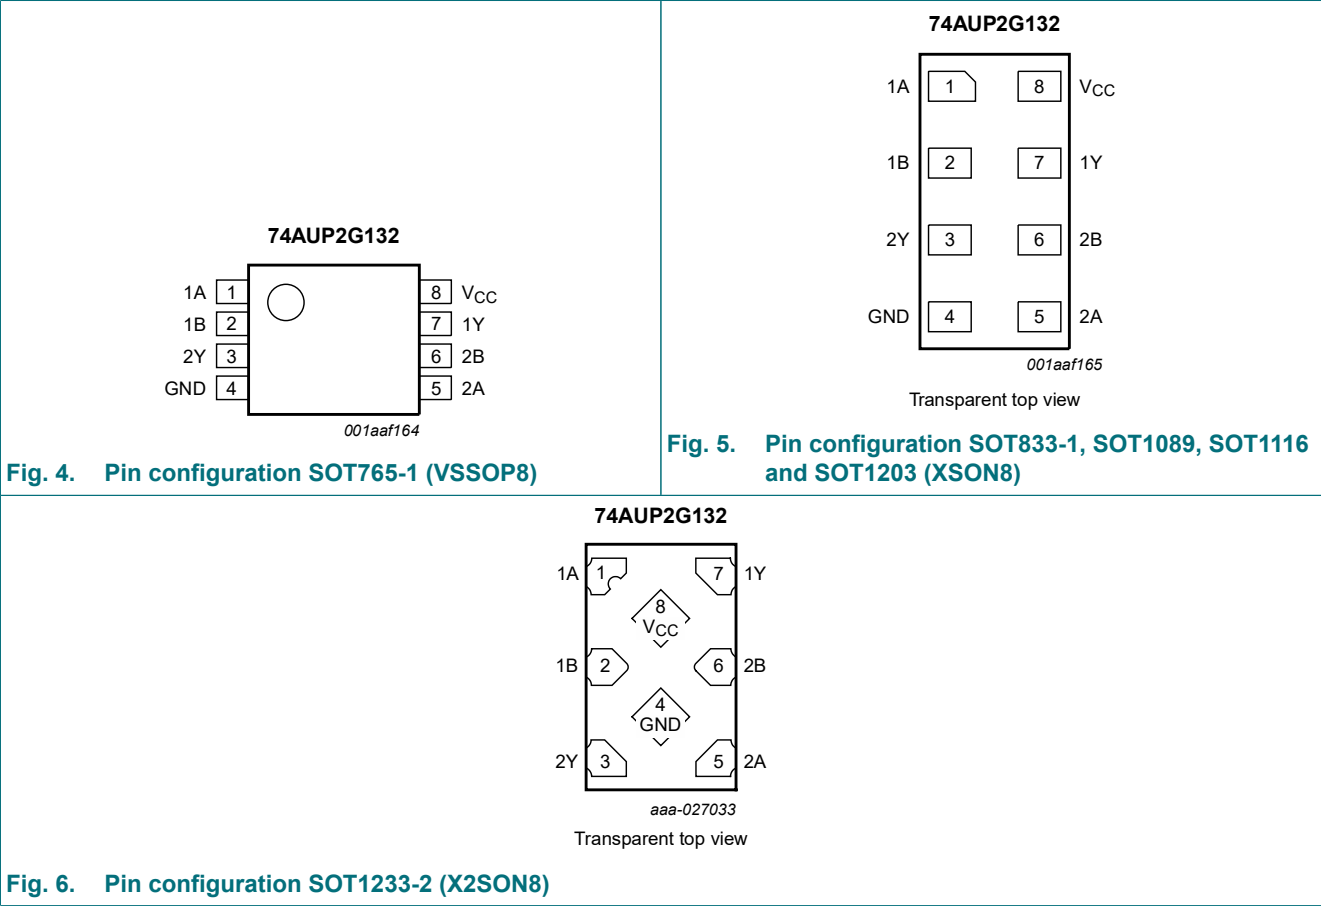 74AUP2G132
1A 1 8 VCC
1B 2 7 1Y
2Y 3 6 2B
GND 4 5 2A
001aaf164
Fig. 4. Pin configuration SOT765-1 (VSSOP8)
74AUP2G132
1A 1 8 VCC
1B 2 7 1Y
2Y 3 6 2B
GND 4 5 2A
001aaf165
Transparent top view
Fig. 5. Pin configuration SOT833-1, SOT1089, SOT1116
and SOT1203 (XSON8)
74AUP2G132
1A 1 7 1Y
8
VCC
1B 2 6 2B
4
GND
2Y 3 5 2A
aaa-027033
Transparent top view
Fig. 6. Pin configuration SOT1233-2 (X2SON8)